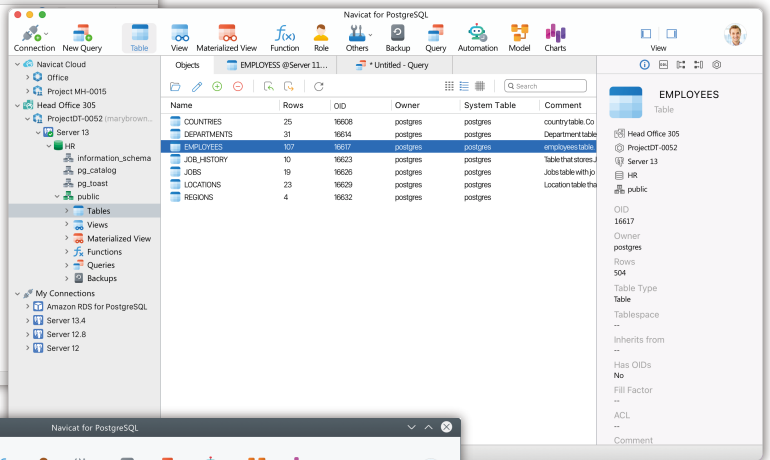 Navicat for PostgreSQL
Connection New Query Table View Materialized View Function Role Others Backup Query Automation Model Charts View
Navicat Cloud
Office
Project MH-0015
Head Office 305
ProjectDT-0052 (marybrown..
Server 13
HR
information_schema
pg_catalog
pg_toast
public
Tables
Views
Materialized View
Functions
Queries
Backups
My Connections
Amazon RDS for PostgreSQL
Server 13.4
Server 12.8
Server 12
Objects EMPLOYESS @Server 11... * Untitled - Query
Search
Name Rows OID Owner System Table Comment
COUNTRIES 25 16608 postgres postgres country table. Co
DEPARTMENTS 31 16614 postgres postgres Department table
EMPLOYEES 107 16617 postgres postgres employees table.
JOB_HISTORY 10 16623 postgres postgres Table that stores J
JOBS 19 16626 postgres postgres Jobs table with jo
LOCATIONS 23 16629 postgres postgres Location table tha
REGIONS 4 16632 postgres postgres
EMPLOYEES
Table
Head Office 305
ProjectDT-0052
Server 13
HR
public
OID
16617
Owner
postgres
Rows
504
Table Type
Table
Tablespace
--
Inherits from
--
Has OIDs
No
Fill Factor
--
ACL
--
Comment
Navicat for PostgreSQL